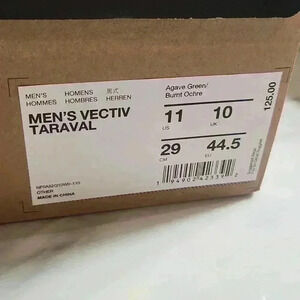 MEN'S HOMENS 男式
HOMMES HOMBRES HERREN
MEN'S VECTIV
TARAVAL
OTHER
MADE IN CHINA
Agave Green/
Burnt Ochre
11 10
US UK
29 44.5
CM EU
125.00